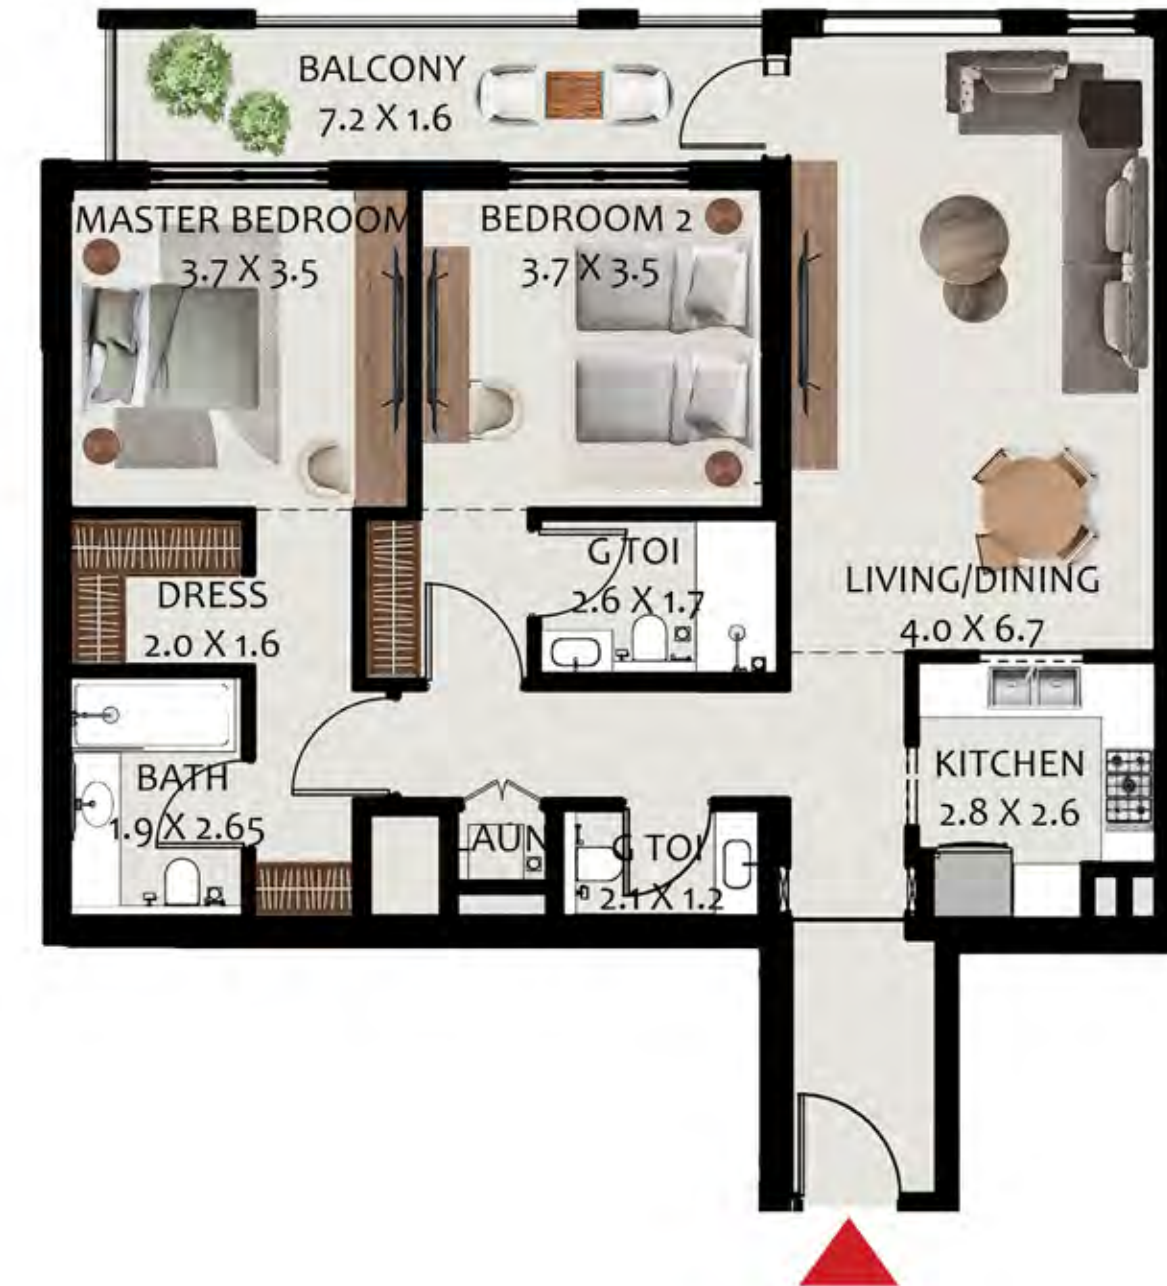 BALCONY
7.2 X 1.6
MASTER BEDROOM
3.7 X 3.5
BEDROOM 2
3.7 X 3.5
G TOI
2.6 X 1.7
LIVING/DINING
4.0 X 6.7
DRESS
2.0 X 1.6
BATH
1.9 X 2.65
KITCHEN
2.8 X 2.6
LAUN
G TOI
2.1 X 1.2